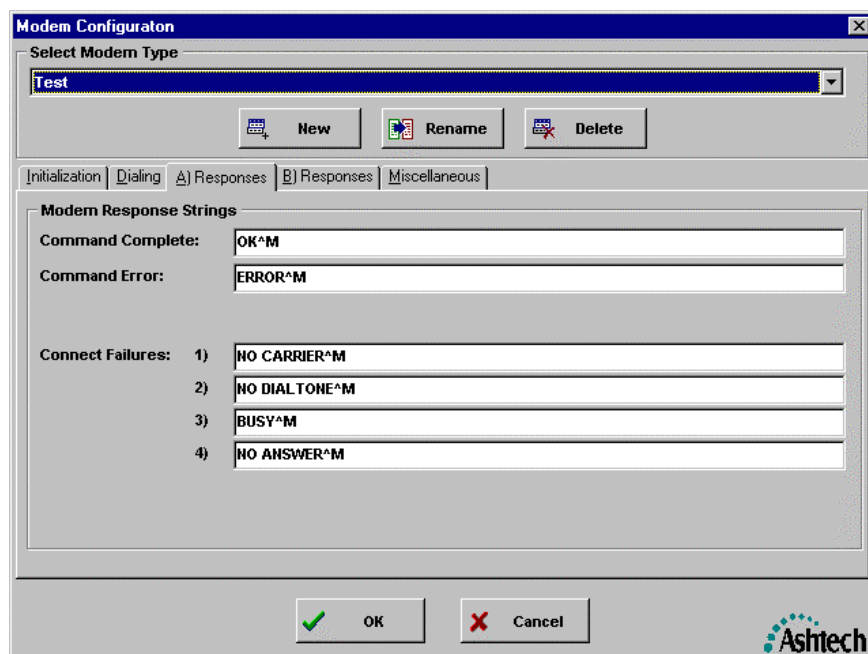 Modem Configuraton
Select Modem Type
Test
New Rename Delete
Initialization Dialing A) Responses B) Responses Miscellaneous
Modem Response Strings
Command Complete: OK^M
Command Error: ERROR^M
Connect Failures: 1) NO CARRIER^M
2) NO DIALTONE^M
3) BUSY^M
4) NO ANSWER^M
OK Cancel
Ashtech